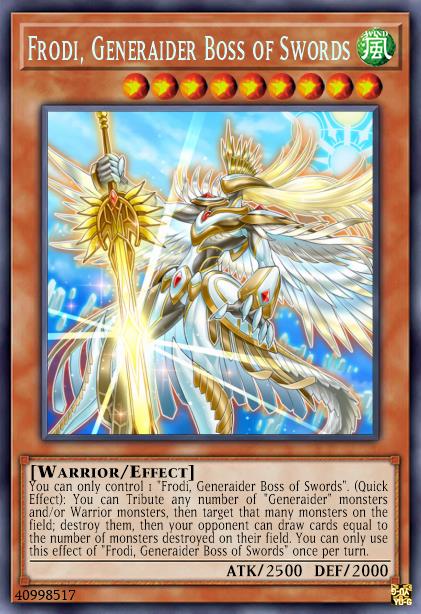 Frodi, Generaider Boss of Swords
WIND
風
[Warrior/Effect]
You can only control 1 "Frodi, Generaider Boss of Swords". (Quick
Effect): You can Tribute any number of "Generaider" monsters
and/or Warrior monsters, then target that many monsters on the
field; destroy them, then your opponent can draw cards equal to
the number of monsters destroyed on their field. You can only use
this effect of "Frodi, Generaider Boss of Swords" once per turn.
ATK/2500 DEF/2000
40998517